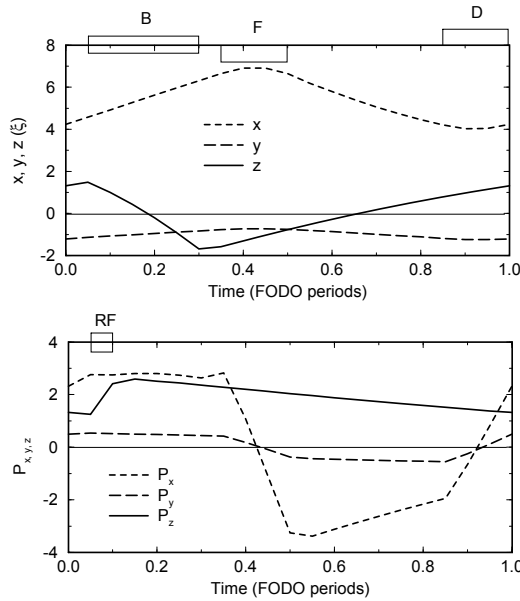 B
F
D
8
6
4
2
0
-2
x, y, z (ξ)
x
y
z
0.0 0.2 0.4 0.6 0.8 1.0
Time (FODO periods)
RF
4
2
0
-2
-4
P x, y, z
P x
P y
P z
0.0 0.2 0.4 0.6 0.8 1.0
Time (FODO periods)